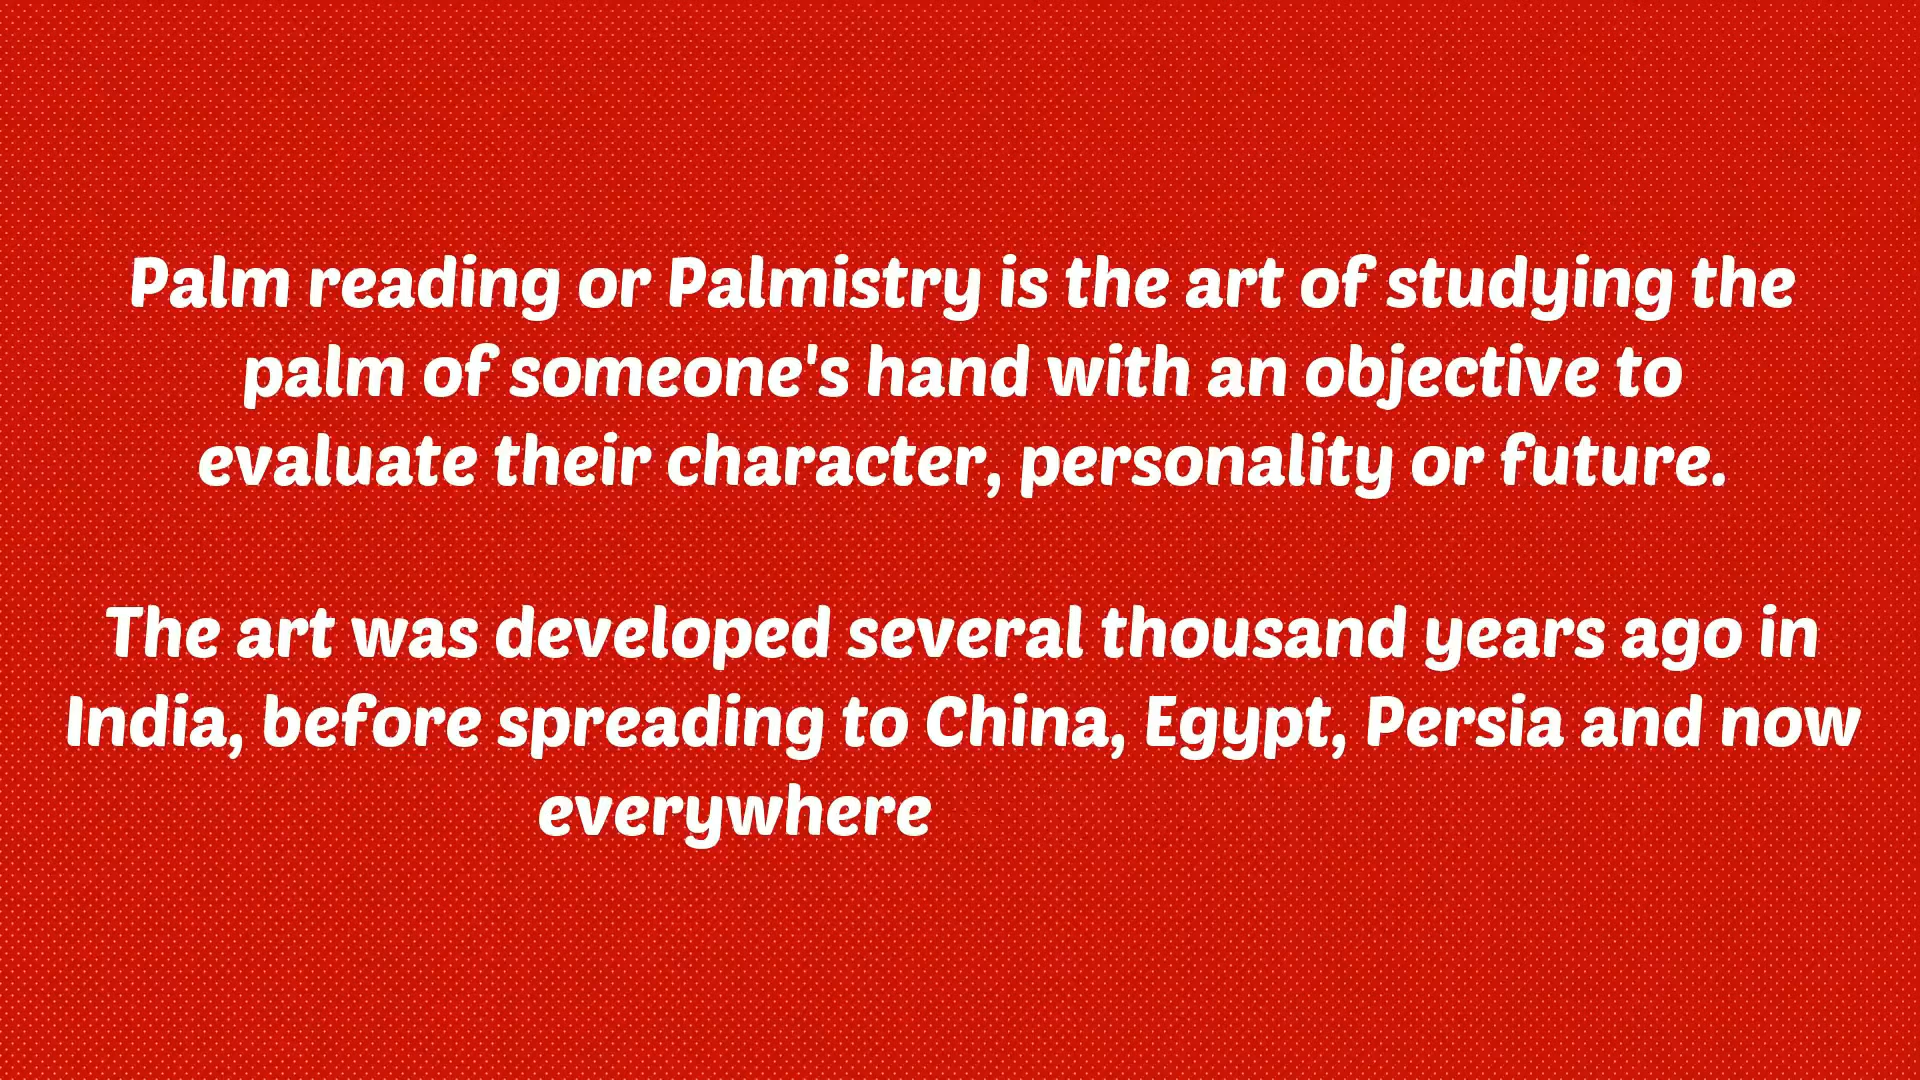 Palm reading or Palmistry is the art of studying the
palm of someone's hand with an objective to
evaluate their character, personality or future.
The art was developed several thousand years ago in
India, before spreading to China, Egypt, Persia and now
everywhere